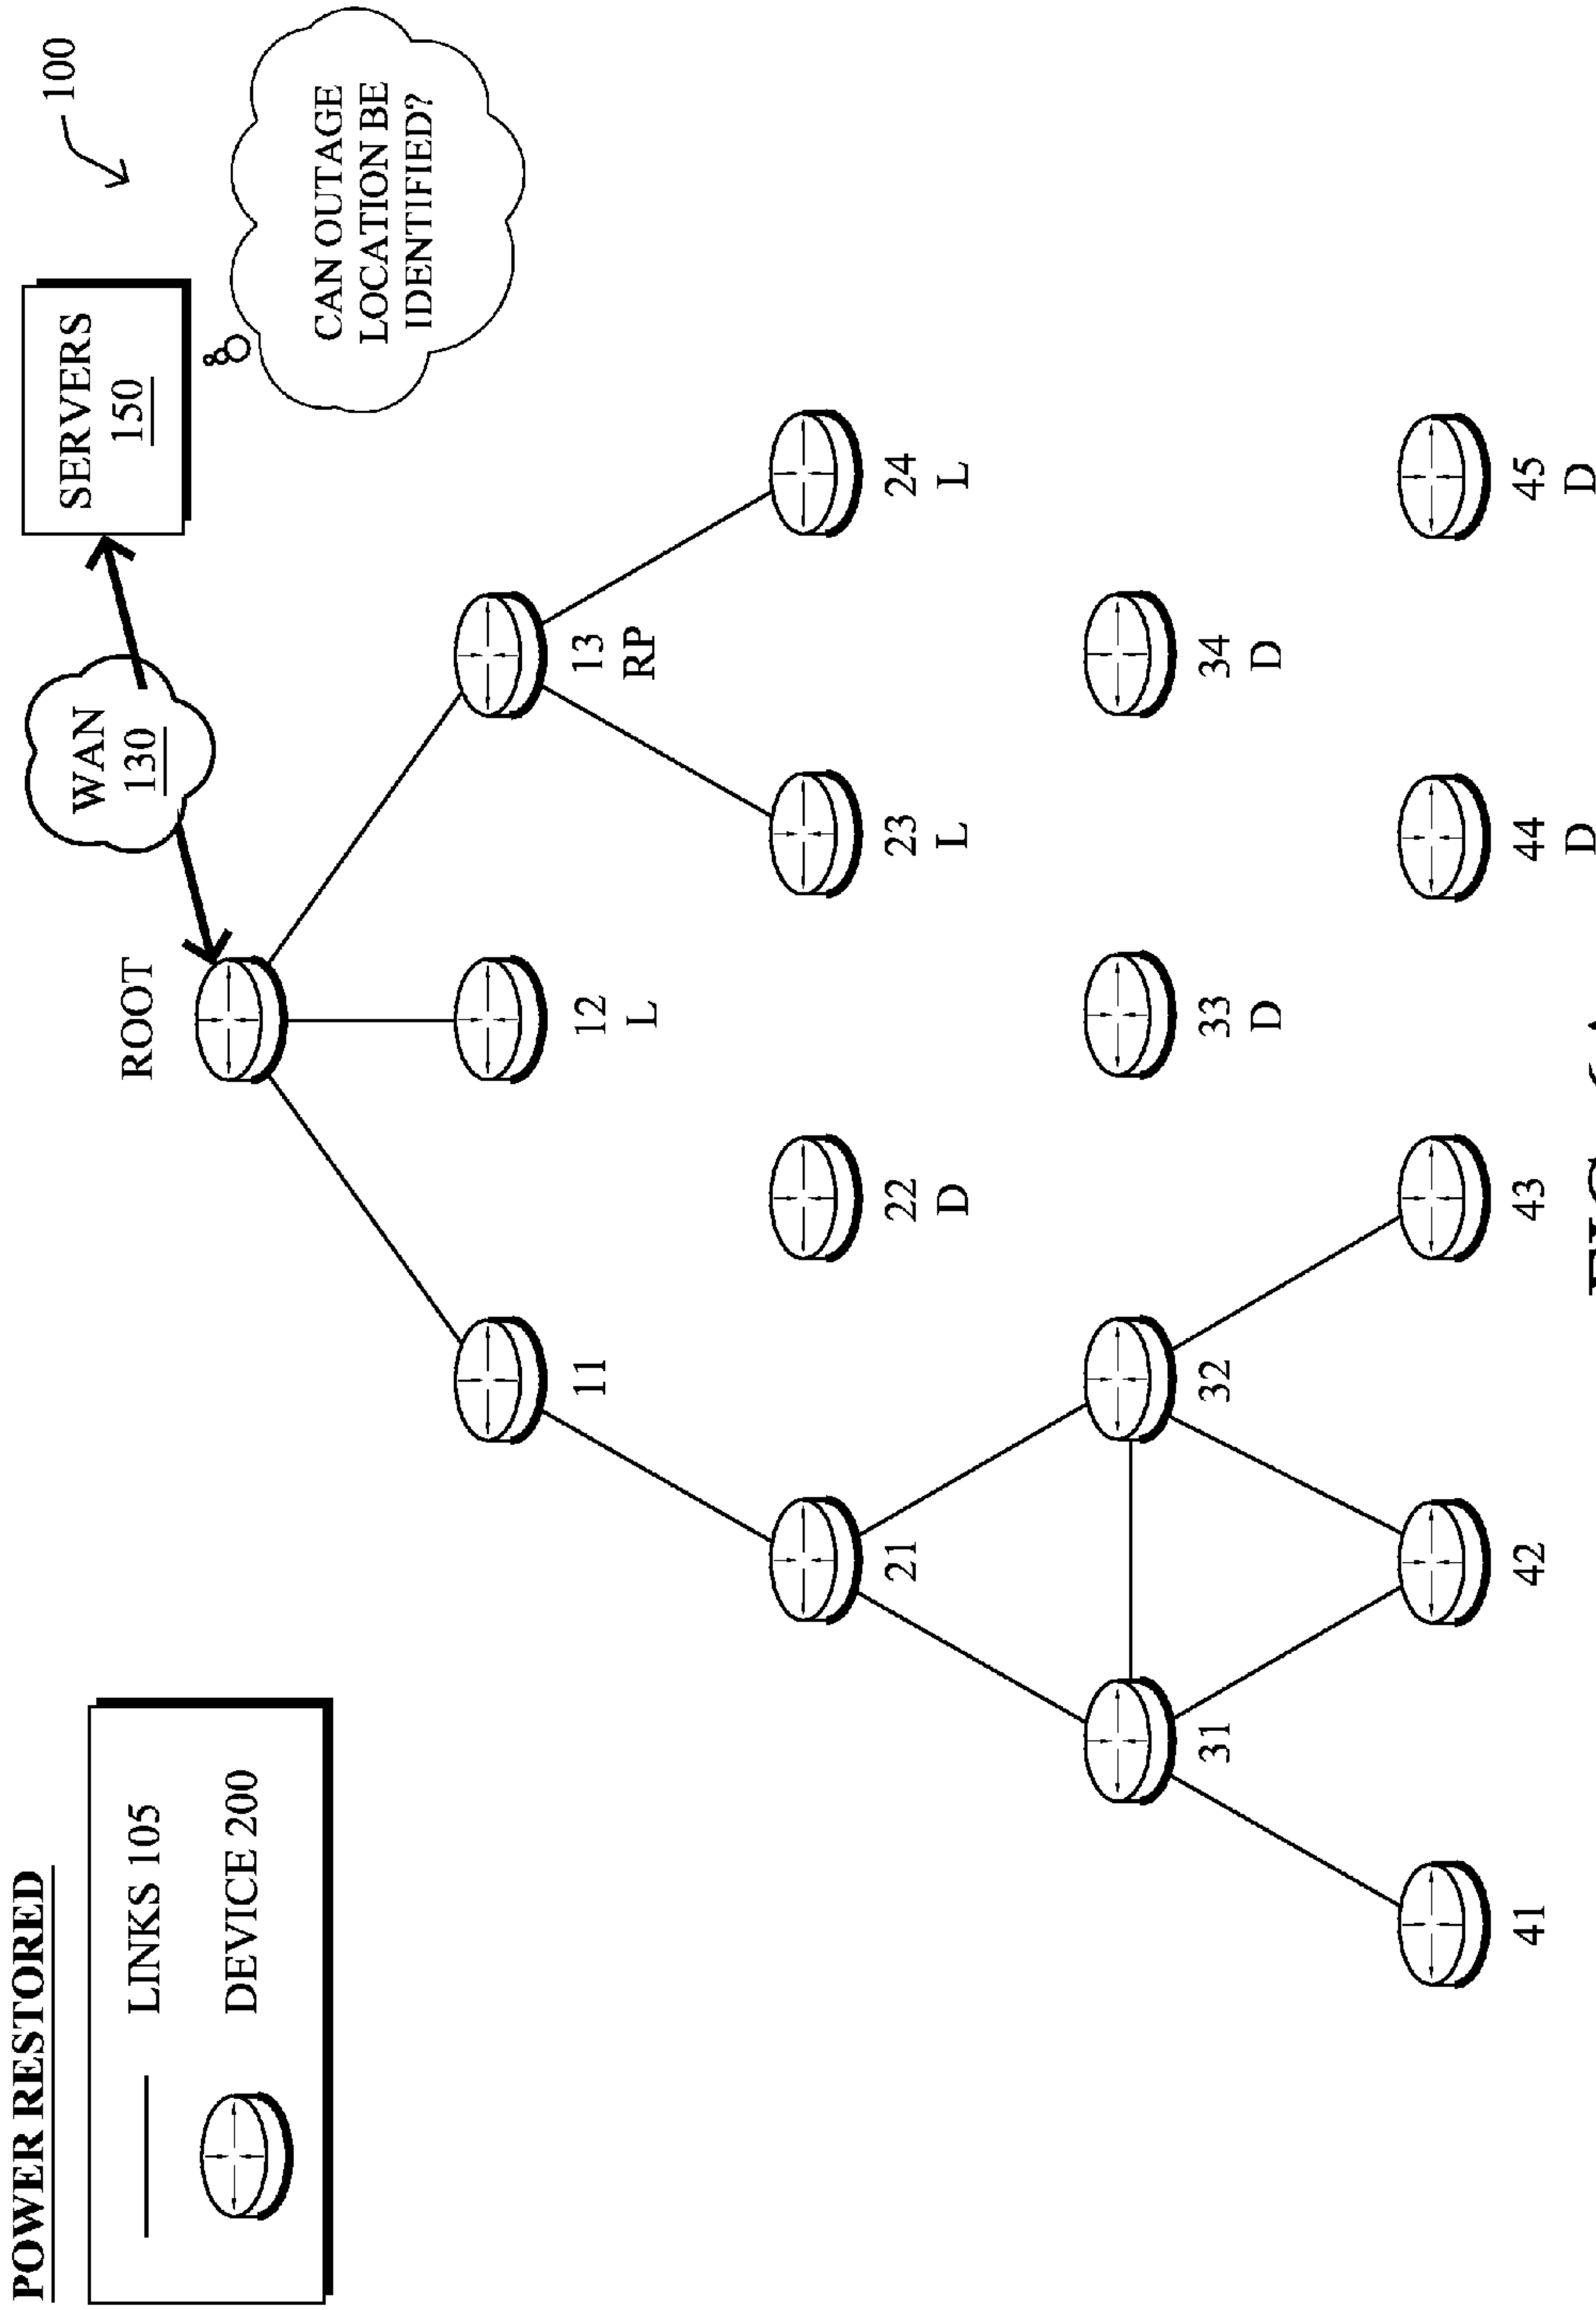 POWER RESTORED
LINKS 105
DEVICE 200
100
SERVERS
150
WAN
130
CAN OUTAGE
LOCATION BE
IDENTIFIED?
ROOT
11
12
L
13
RP
21
22
D
23
L
24
L
31
32
33
D
34
D
41
42
43
44
D
45
D